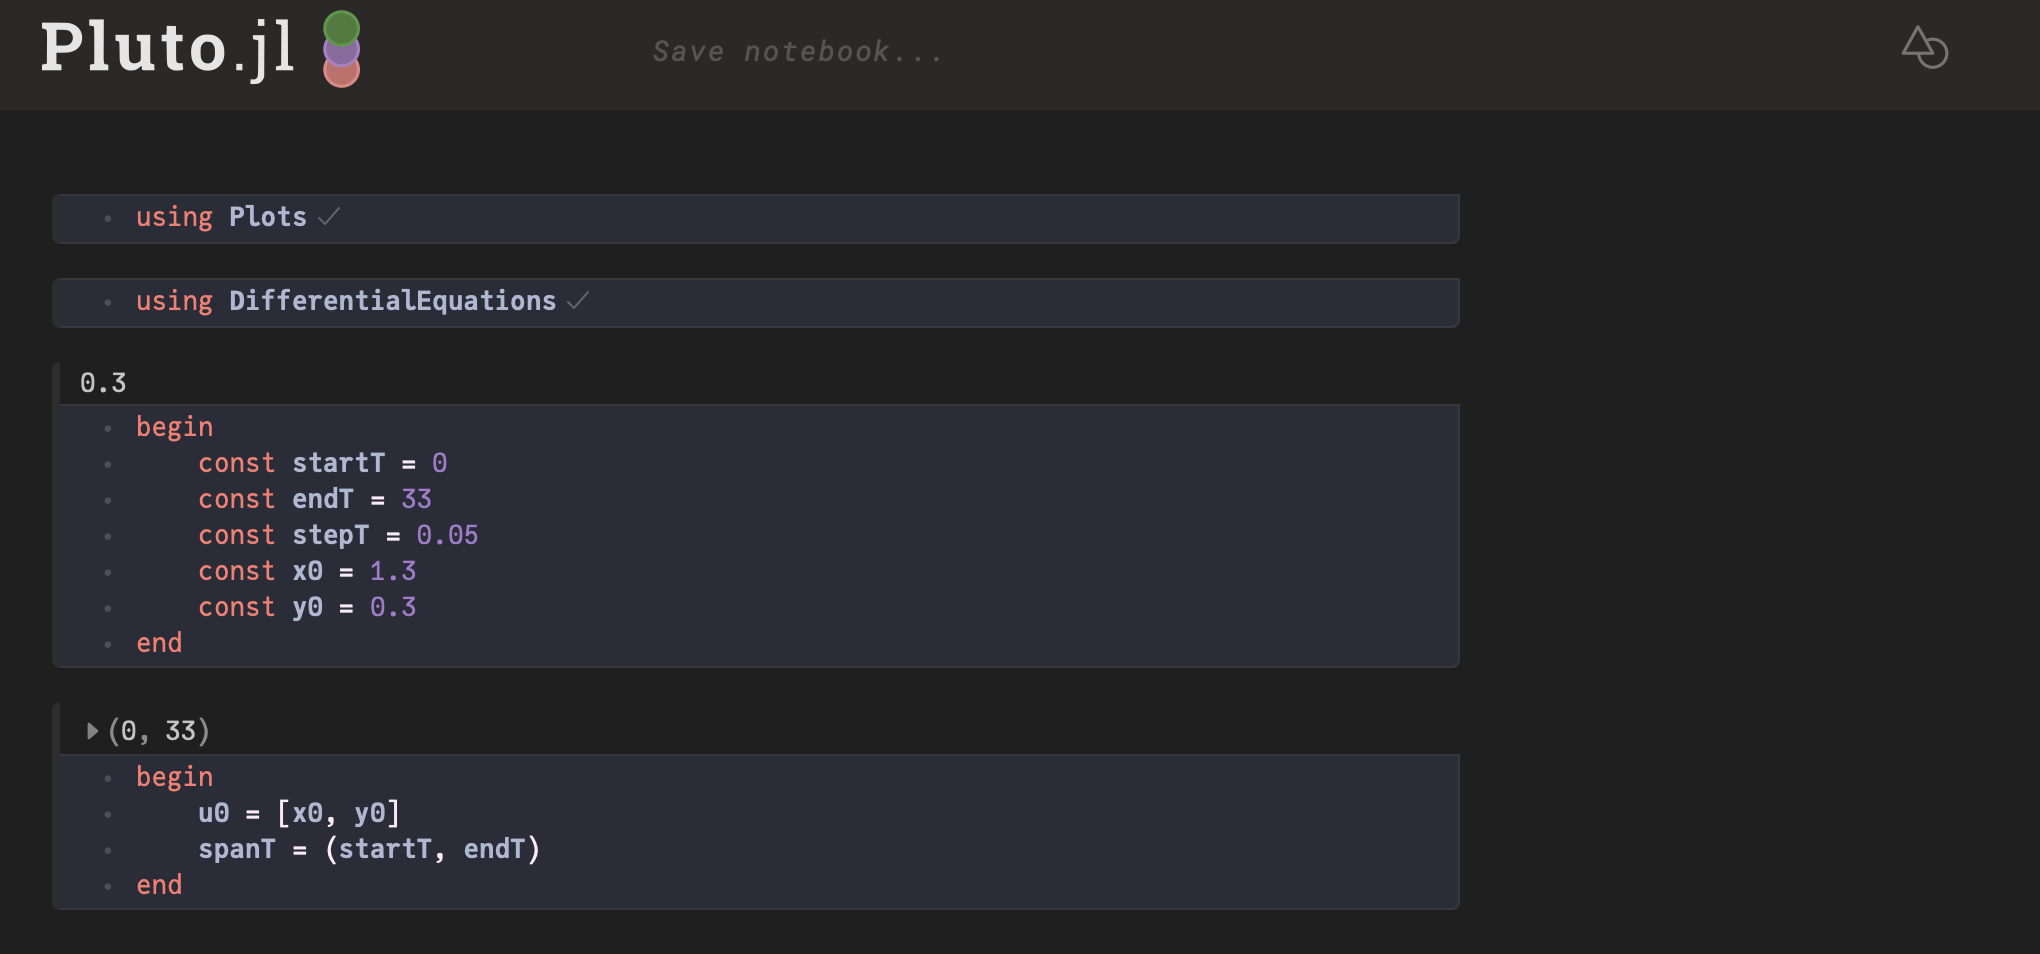 Pluto.jl
Save notebook...
using Plots
using DifferentialEquations
0.3
begin
const startT = 0
const endT = 33
const stepT = 0.05
const x0 = 1.3
const y0 = 0.3
end
(0, 33)
begin
u0 = [x0, y0]
spanT = (startT, endT)
end